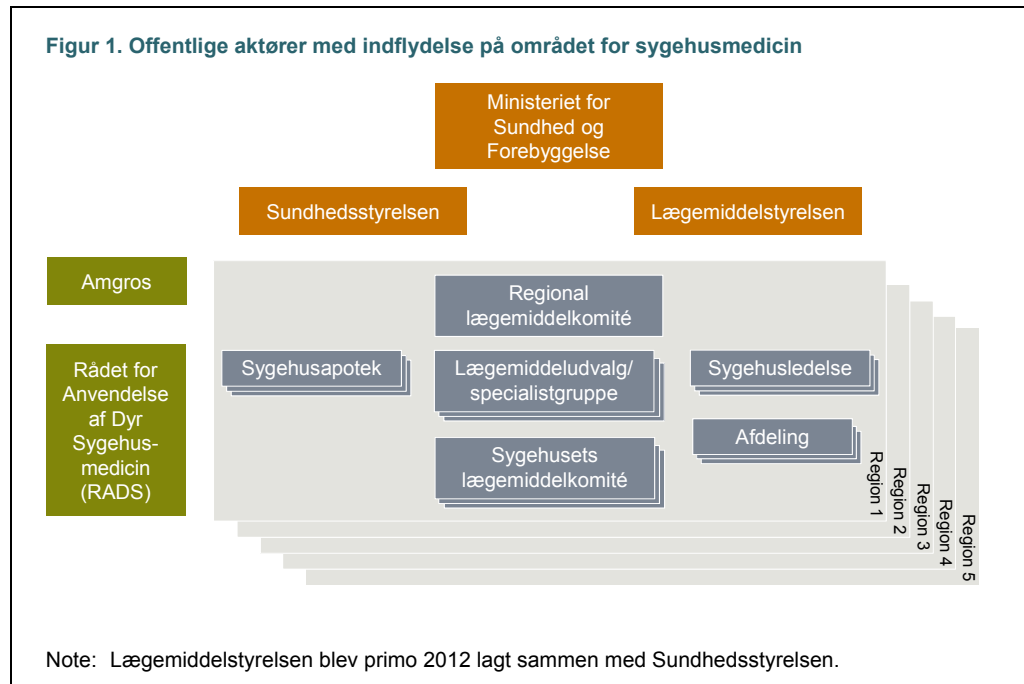 Figur 1. Offentlige aktører med indflydelse på området for sygehusmedicin
Ministeriet for
Sundhed og
Forebyggelse
Sundhedsstyrelsen
Lægemiddelstyrelsen
Amgros
Rådet for
Anvendelse
af Dyr
Sygehus-
medicin
(RADS)
Regional
lægemiddelkomité
Sygehusapotek
Lægemiddeludvalg/
specialistgruppe
Sygehusledelse
Sygehusets
lægemiddelkomité
Afdeling
Region 1
Region 2
Region 3
Region 4
Region 5
Note: Lægemiddelstyrelsen blev primo 2012 lagt sammen med Sundhedsstyrelsen.